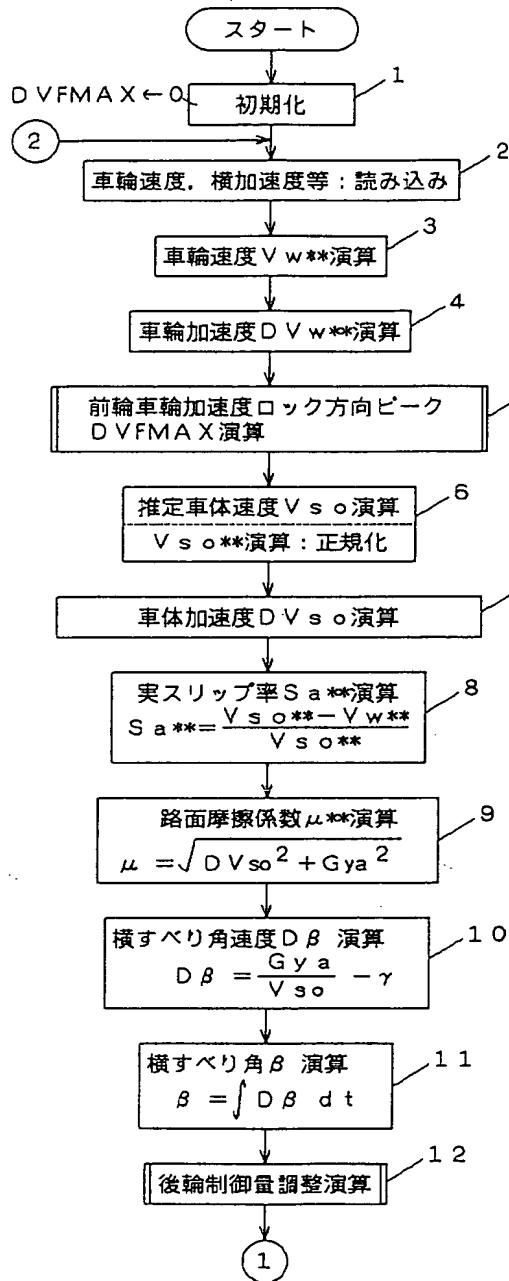 スタート
DVFMAX←0
初期化
1
2
車輪速度,横加速度等:読み込み
2
車輪速度Vw**演算
3
車輪加速度DVw**演算
4
前輪車輪加速度ロック方向ピーク
DVFMAX演算
推定車体速度Vso演算
Vso**演算:正規化
6
車体加速度DVso演算
実スリップ率Sa**演算
Sa**=(Vso**−Vw**)/Vso**
8
路面摩擦係数μ**演算
μ=√(DVso²+Gya²)
9
横すべり角速度Dβ 演算
Dβ=Gya/Vso−γ
10
横すべり角β 演算
β=∫Dβ dt
11
後輪制御量調整演算
12
1